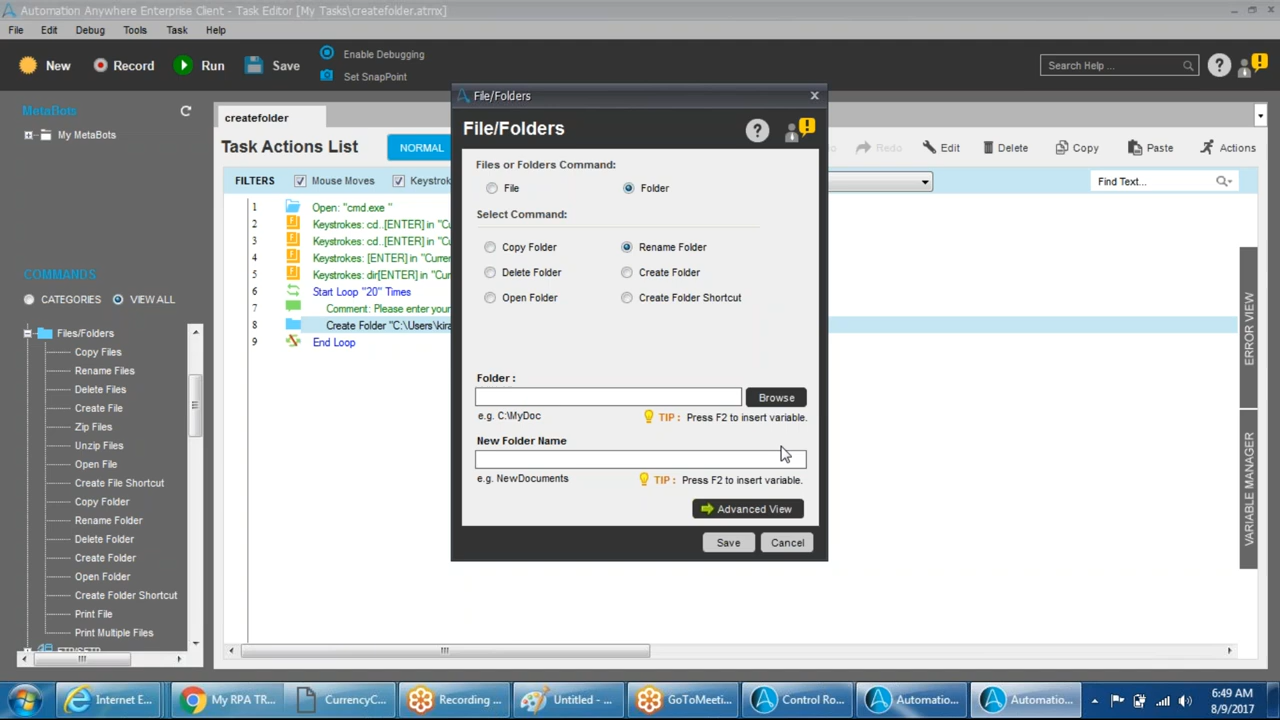 Automation Anywhere Enterprise Client - Task Editor [My Tasks\createfolder.atmx]
File Edit Debug Tools Task Help
New Record Run Save
Enable Debugging
Set SnapPoint
Search Help ...
MetaBots
My MetaBots
COMMANDS
CATEGORIES VIEW ALL
Files/Folders
Copy Files
Rename Files
Delete Files
Create File
Zip Files
Unzip Files
Open File
Create File Shortcut
Copy Folder
Rename Folder
Delete Folder
Create Folder
Open Folder
Create Folder Shortcut
Print File
Print Multiple Files
createfolder
Task Actions List NORMAL
Redo Edit Delete Copy Paste Actions
FILTERS Mouse Moves Keystrok
Find Text...
1 Open: "cmd.exe "
2 Keystrokes: cd..[ENTER] in "Cu
3 Keystrokes: cd..[ENTER] in "Cu
4 Keystrokes: [ENTER] in "Curre
5 Keystrokes: dir[ENTER] in "Cur
6 Start Loop "20" Times
7 Comment: Please enter your
8 Create Folder "C:\Users\kira
9 End Loop
File/Folders
File/Folders
Files or Folders Command:
File Folder
Select Command:
Copy Folder Rename Folder
Delete Folder Create Folder
Open Folder Create Folder Shortcut
Folder :
Browse
e.g. C:\MyDoc TIP : Press F2 to insert variable.
New Folder Name
e.g. NewDocuments TIP : Press F2 to insert variable.
Advanced View
Save Cancel
ERROR VIEW
VARIABLE MANAGER
Internet E... My RPA TR... CurrencyC... Recording ... Untitled - ... GoToMeeti... Control Ro... Automatio... Automatio...
6:49 AM
8/9/2017